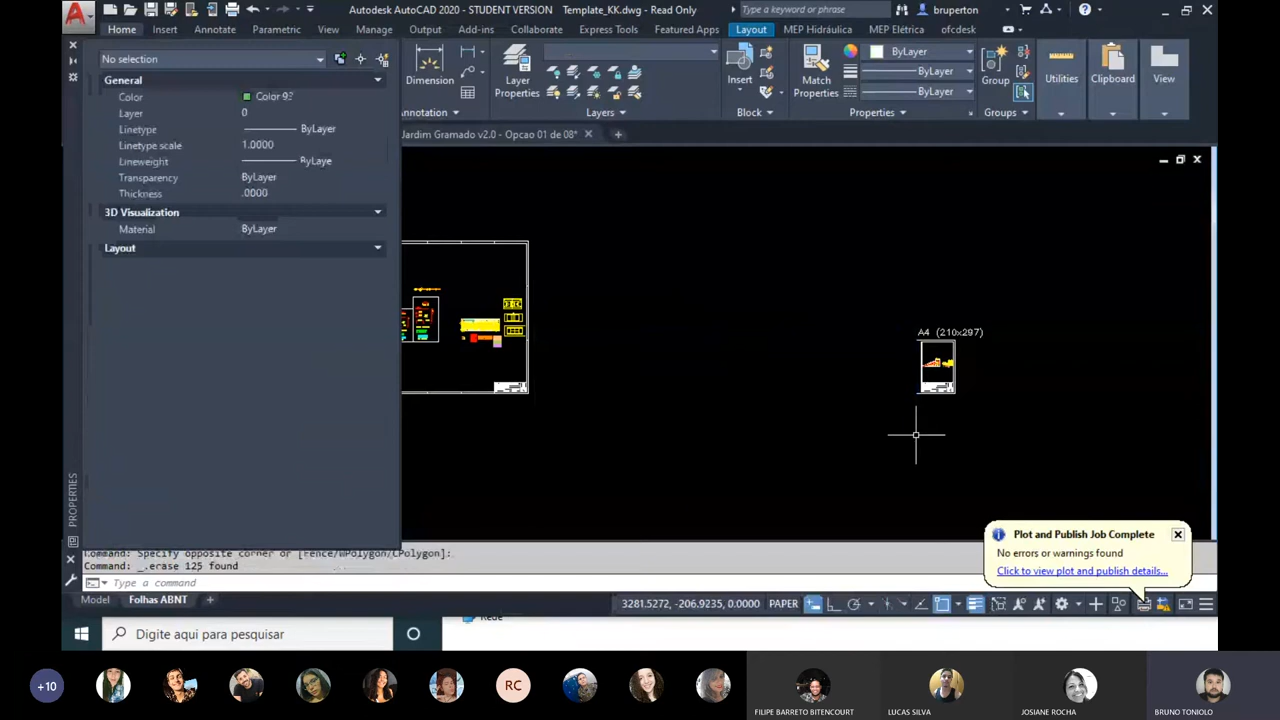 Autodesk AutoCAD 2020 - STUDENT VERSION Template_KK.dwg - Read Only
Type a keyword or phrase
bruperton
Home Insert Annotate Parametric View Manage Output Add-ins Collaborate Express Tools Featured Apps Layout MEP Hidráulica MEP Elétrica ofcdesk
No selection
General
Color Color 92
Layer 0
Linetype ByLayer
Linetype scale 1.0000
Lineweight ByLaye
Transparency ByLayer
Thickness .0000
3D Visualization
Material ByLayer
Layout
PROPERTIES
Dimension
Layer
Properties
Insert
Match
Properties
ByLayer
ByLayer
ByLayer
Group
Utilities
Clipboard
View
nnotation Layers Block Properties Groups
Jardim Gramado v2.0 - Opcao 01 de 08*
A4 (210x297)
Plot and Publish Job Complete
No errors or warnings found
Click to view plot and publish details...
Command: Specify opposite corner or [Fence/WPolygon/CPolygon]:
Command: _.erase 125 found
Type a command
Model Folhas ABNT
3281.5272, -206.9235, 0.0000 PAPER
Digite aqui para pesquisar
Rede
+10
RC
FILIPE BARRETO BITENCOURT
LUCAS SILVA
JOSIANE ROCHA
BRUNO TONIOLO